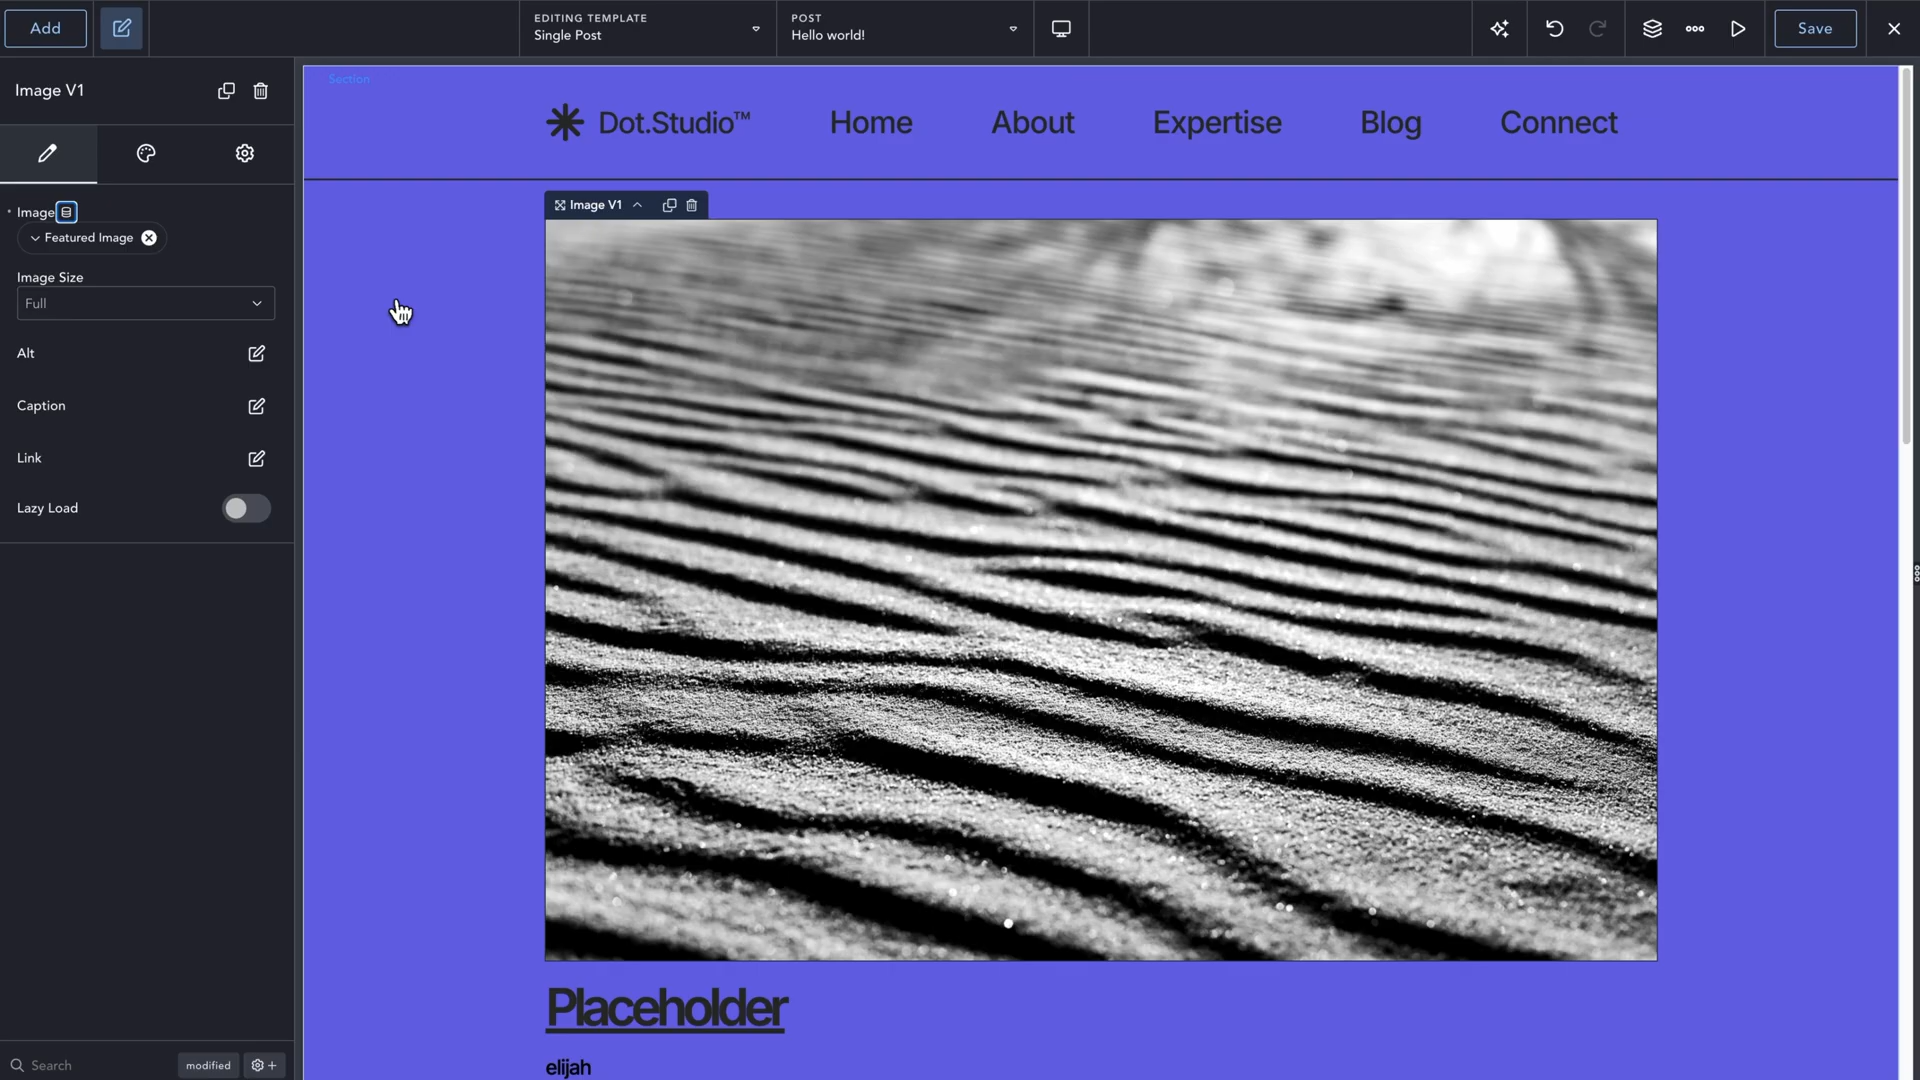 Add
EDITING TEMPLATE
Single Post
POST
Hello world!
Save
Image V1
Image
Featured Image
Image Size
Full
Alt
Caption
Link
Lazy Load
Search
modified
Section
Dot.Studio™
Home
About
Expertise
Blog
Connect
Image V1
Placeholder
elijah